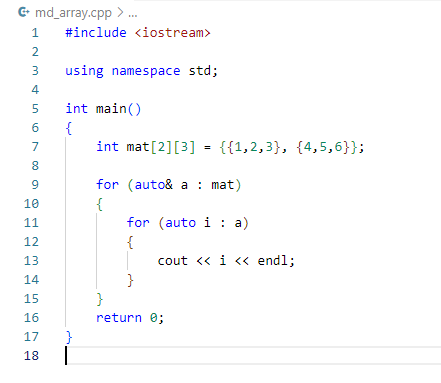 md_array.cpp > ...
1 #include <iostream>
2
3 using namespace std;
4
5 int main()
6 {
7     int mat[2][3] = {{1,2,3}, {4,5,6}};
8
9     for (auto& a : mat)
10     {
11         for (auto i : a)
12         {
13             cout << i << endl;
14         }
15     }
16     return 0;
17 }
18